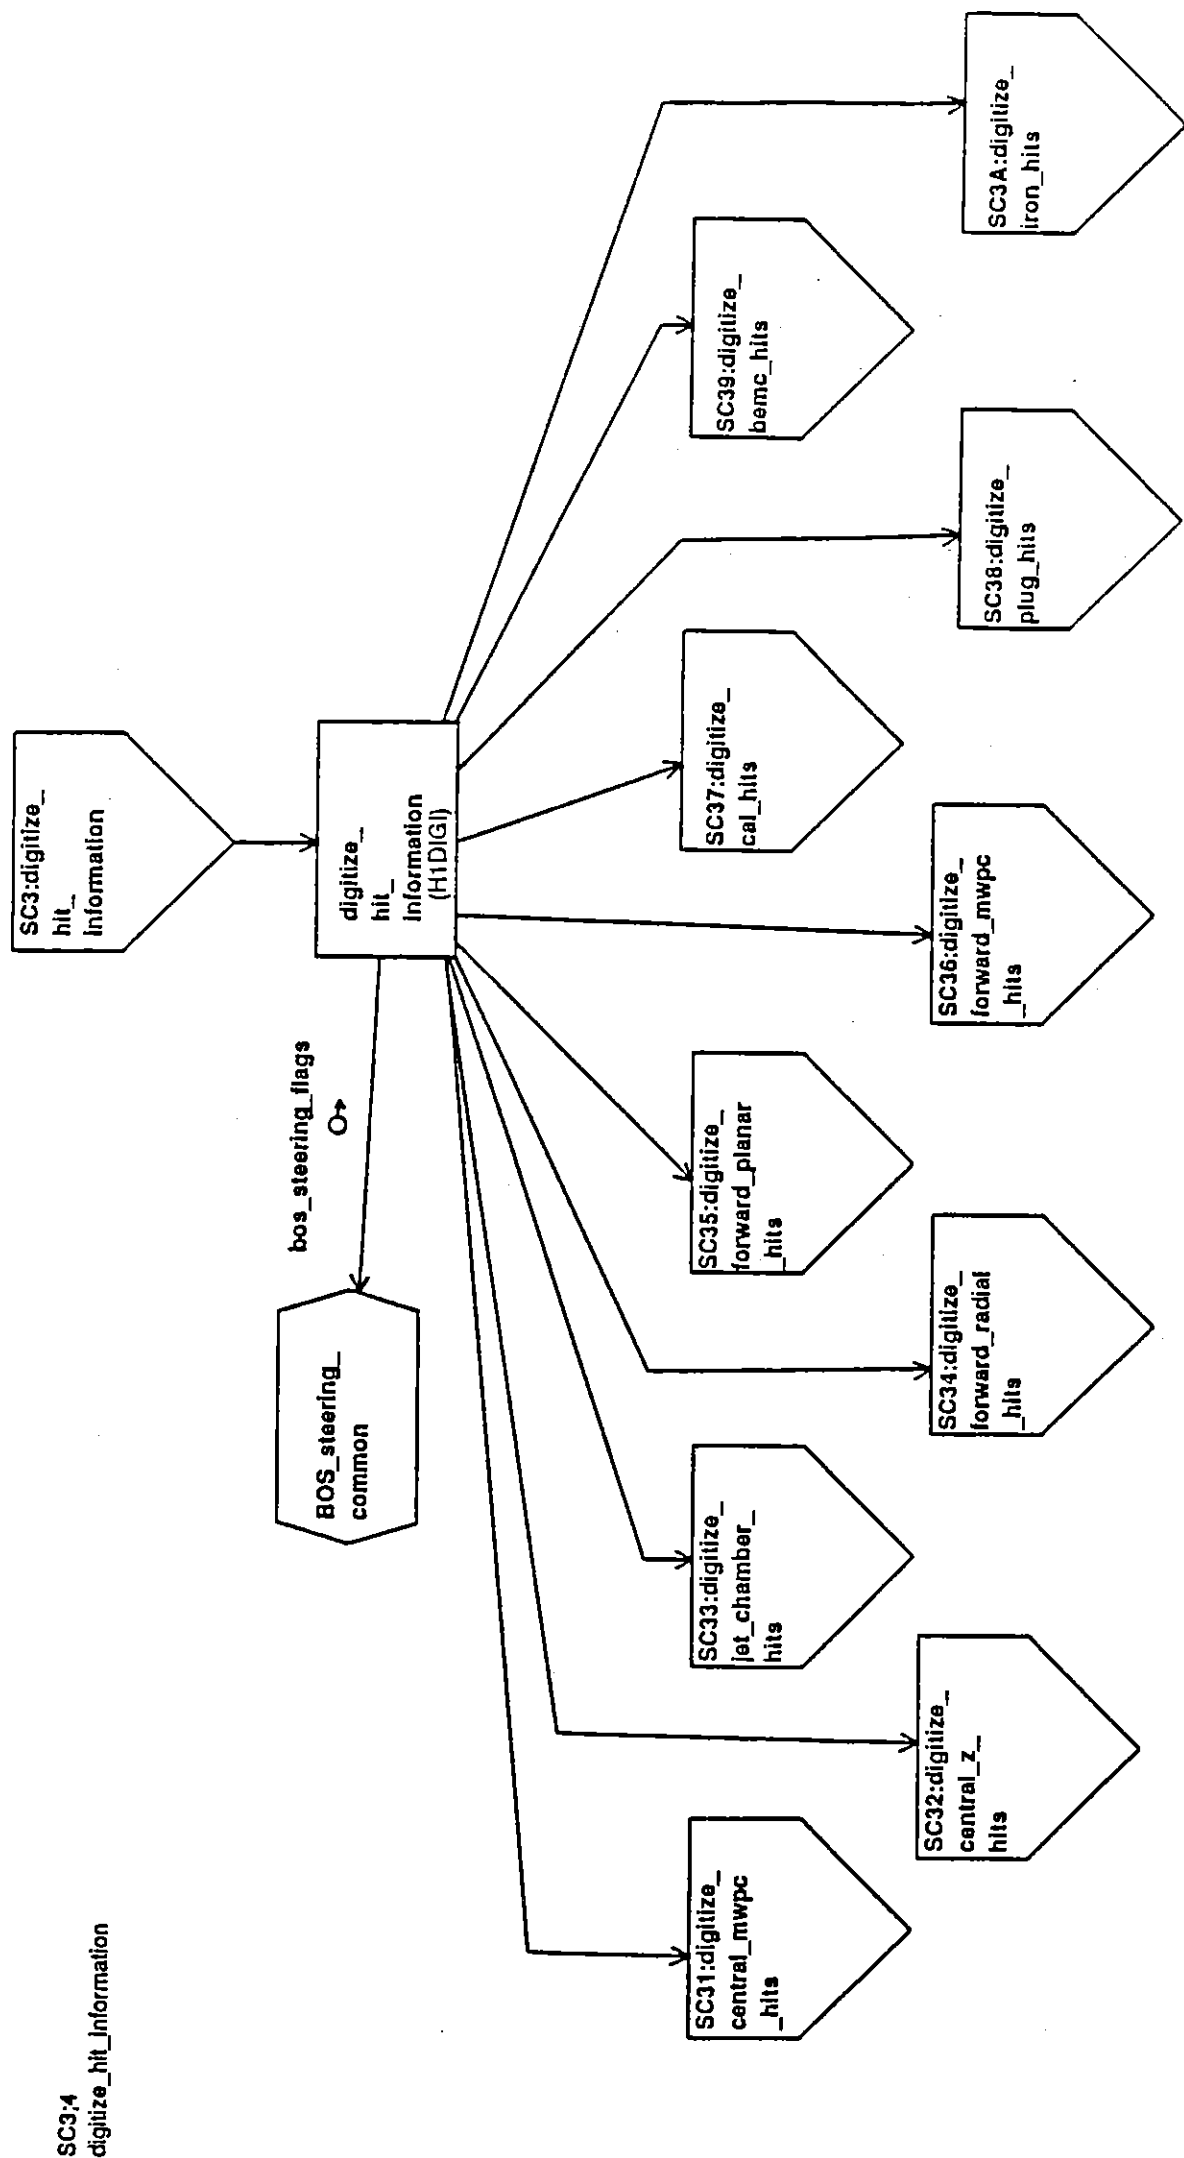 SC3;4
digitize_hit_information
SC3:digitize_
hit_
information
digitize_
hit_
information
(H1DIGI)
bos_steering_flags
BOS_steering_
common
SC31:digitize_
central_mwpc
_hits
SC32:digitize_
central_z_
hits
SC33:digitize_
jet_chamber_
hits
SC34:digitize_
forward_radial
_hits
SC35:digitize_
forward_planar
_hits
SC36:digitize_
forward_mwpc
_hits
SC37:digitize_
cal_hits
SC38:digitize_
plug_hits
SC39:digitize_
bemc_hits
SC3A:digitize_
iron_hits